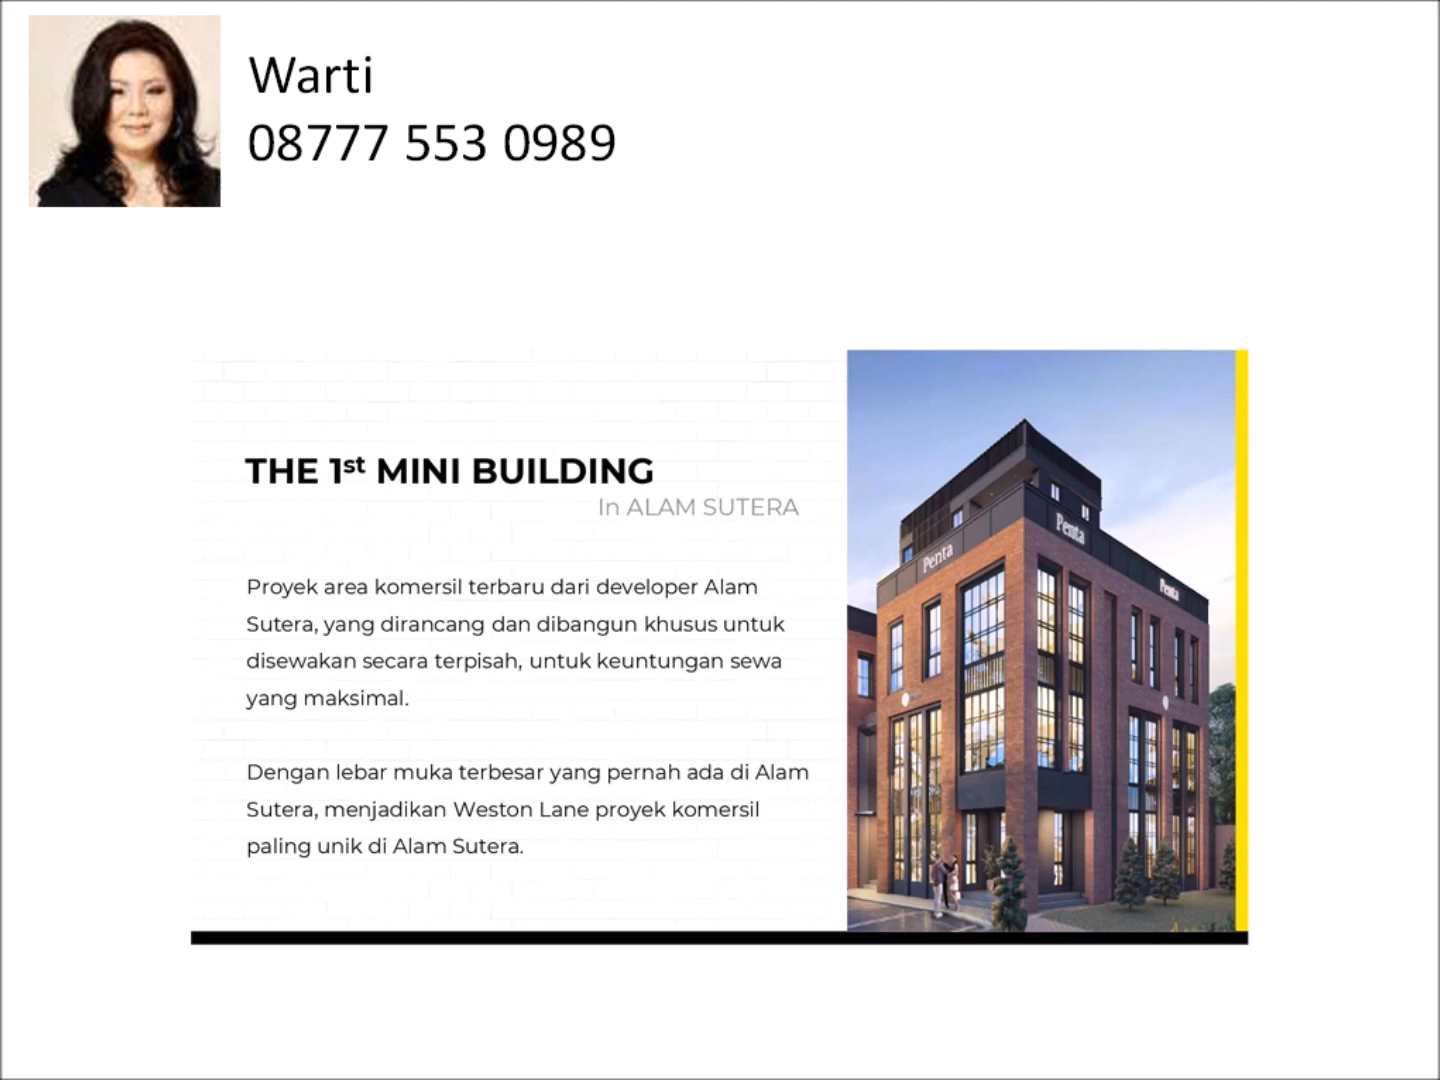 Warti
08777 553 0989
THE 1st MINI BUILDING
In ALAM SUTERA
Proyek area komersil terbaru dari developer Alam
Sutera, yang dirancang dan dibangun khusus untuk
disewakan secara terpisah, untuk keuntungan sewa
yang maksimal.
Dengan lebar muka terbesar yang pernah ada di Alam
Sutera, menjadikan Weston Lane proyek komersil
paling unik di Alam Sutera.
Penta
Penta
Penta